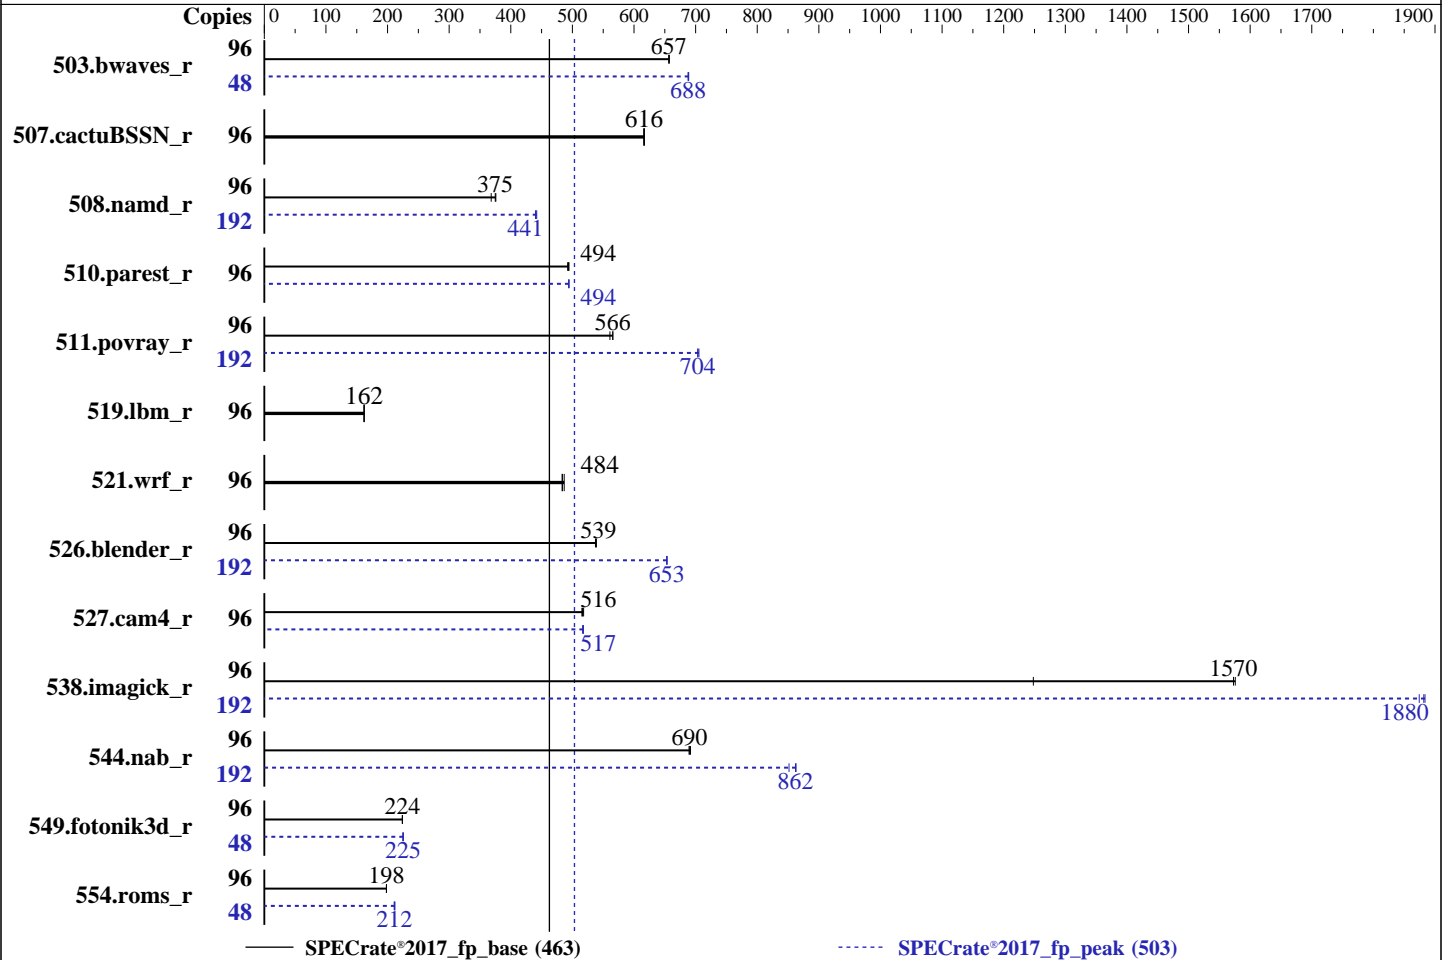 Copies 0 100 200 300 400 500 600 700 800 900 1000 1100 1200 1300 1400 1500 1600 1700 1900
503.bwaves_r 96 657
48 688
507.cactuBSSN_r 96 616
508.namd_r 96 375
192 441
510.parest_r 96 494
494
511.povray_r 96 566
192 704
519.lbm_r 96 162
521.wrf_r 96 484
526.blender_r 96 539
192 653
527.cam4_r 96 516
517
538.imagick_r 96 1570
192 1880
544.nab_r 96 690
192 862
549.fotonik3d_r 96 224
48 225
554.roms_r 96 198
48 212
SPECrate®2017_fp_base (463) SPECrate®2017_fp_peak (503)